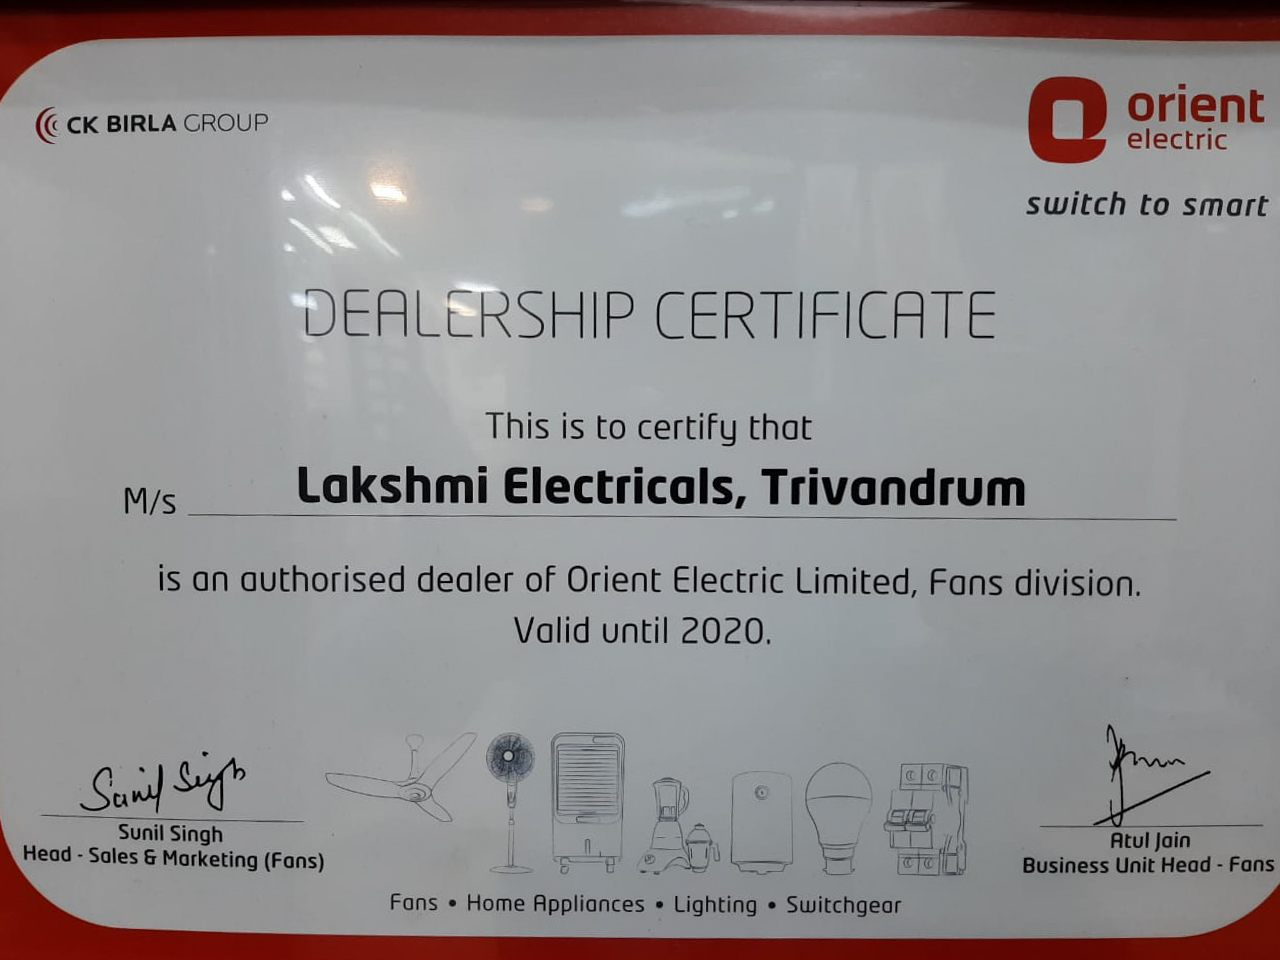 CK BIRLA GROUP
orient
electric
switch to smart
DEALERSHIP CERTIFICATE
This is to certify that
M/s Lakshmi Electricals, Trivandrum
is an authorised dealer of Orient Electric Limited, Fans division.
Valid until 2020.
Sunil Singh
Sunil Singh
Head - Sales & Marketing (Fans)
Atul Jain
Business Unit Head - Fans
Fans • Home Appliances • Lighting • Switchgear